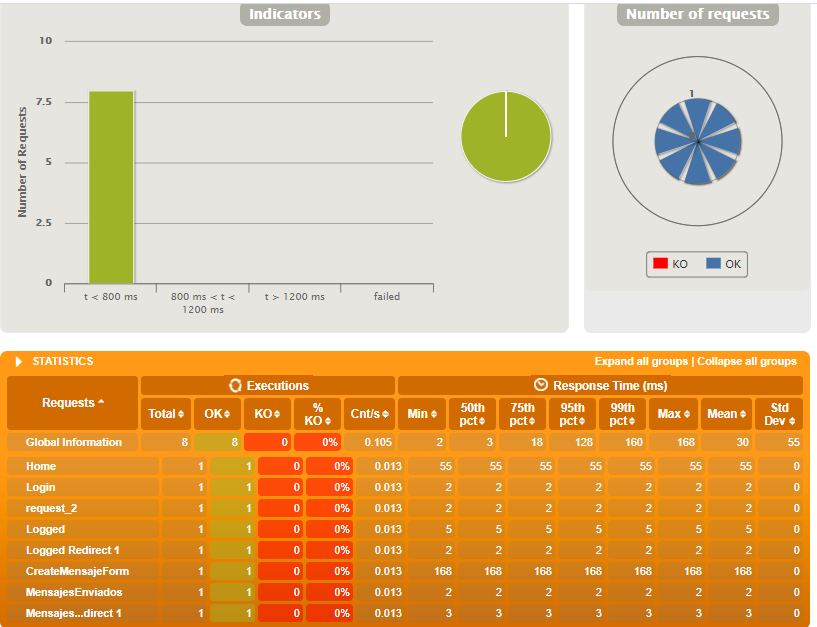 Indicators
Number of requests
10
7.5
5
2.5
0
Number of Requests
t < 800 ms
800 ms < t <
1200 ms
t > 1200 ms
failed
1
KO
OK
STATISTICS
Expand all groups | Collapse all groups
Executions
Response Time (ms)
Requests
Total
OK
KO
%
KO
Cnt/s
Min
50th
pct
75th
pct
95th
pct
99th
pct
Max
Mean
Std
Dev
Global Information 8 8 0 0% 0.105 2 3 18 128 160 168 30 55
Home 1 1 0 0% 0.013 55 55 55 55 55 55 55 0
Login 1 1 0 0% 0.013 2 2 2 2 2 2 2 0
request_2 1 1 0 0% 0.013 2 2 2 2 2 2 2 0
Logged 1 1 0 0% 0.013 5 5 5 5 5 5 5 0
Logged Redirect 1 1 1 0 0% 0.013 2 2 2 2 2 2 2 0
CreateMensajeForm 1 1 0 0% 0.013 168 168 168 168 168 168 168 0
MensajesEnviados 1 1 0 0% 0.013 2 2 2 2 2 2 2 0
Mensajes...direct 1 1 1 0 0% 0.013 3 3 3 3 3 3 3 0